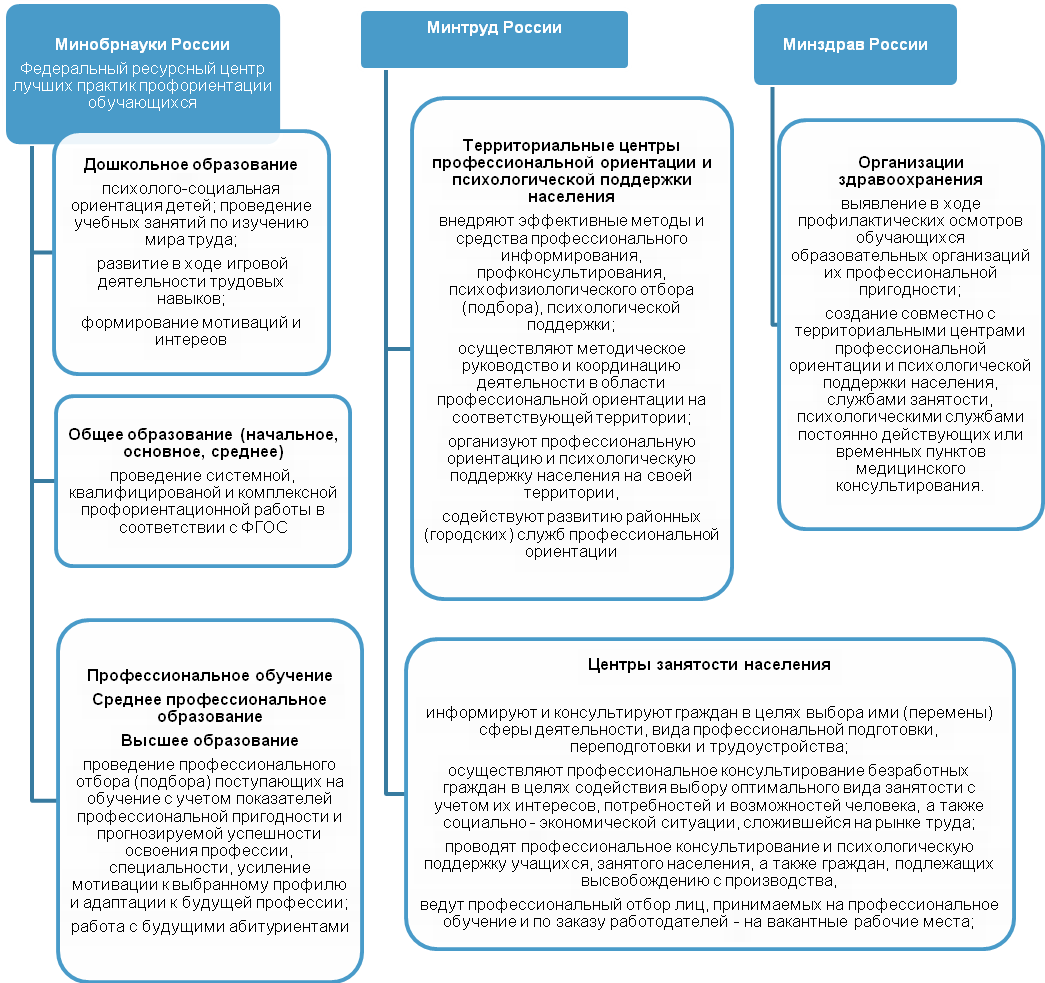 Минобрнауки России
Федеральный ресурсный центр
лучших практик профориентации
обучающихся
Дошкольное образование
психолого-социальная
ориентация детей; проведение
учебных занятий по изучению
мира труда;
развитие в ходе игровой
деятельности трудовых
навыков;
формирование мотиваций и
интереов
Общее образование (начальное,
основное, среднее)
проведение системной,
квалифицированой и комплексной
профориентационной работы в
соответствии с ФГОС
Профессиональное обучение
Среднее профессиональное
образование
Высшее образование
проведение профессионального
отбора (подбора) поступающих на
обучение с учетом показателей
профессиональной пригодности и
прогнозируемой успешности
освоения профессии,
специальности, усиление
мотивации к выбранному профилю
и адаптации к будущей профессии;
работа с будущими абитуриентами
Минтруд России
Территориальные центры
профессиональной ориентации и
психологической поддержки
населения
внедряют эффективные методы и
средства профессионального
информирования,
профконсультирования,
психофизиологического отбора
(подбора), психологической
поддержки;
осуществляют методическое
руководство и координацию
деятельности в области
профессиональной ориентации на
соответствующей территории;
организуют профессиональную
ориентацию и психологическую
поддержку населения на своей
территории,
содействуют развитию районных
(городских) служб профессиональной
ориентации
Центры занятости населения
информируют и консультируют граждан в целях выбора ими (перемены)
сферы деятельности, вида профессиональной подготовки,
переподготовки и трудоустройства;
осуществляют профессиональное консультирование безработных
граждан в целях содействия выбору оптимального вида занятости с
учетом их интересов, потребностей и возможностей человека, а также
социально - экономической ситуации, сложившейся на рынке труда;
проводят профессиональное консультирование и психологическую
поддержку учащихся, занятого населения, а также граждан, подлежащих
высвобождению с производства,
ведут профессиональный отбор лиц, принимаемых на профессиональное
обучение и по заказу работодателей - на вакантные рабочие места;
Минздрав России
Организации
здравоохранения
выявление в ходе
профилактических осмотров
обучающихся
образовательных организаций
их профессиональной
пригодности;
создание совместно с
территориальными центрами
профессиональной
ориентации и психологической
поддержки населения,
службами занятости,
психологическими службами
постоянно действующих или
временных пунктов
медицинского
консультирования.